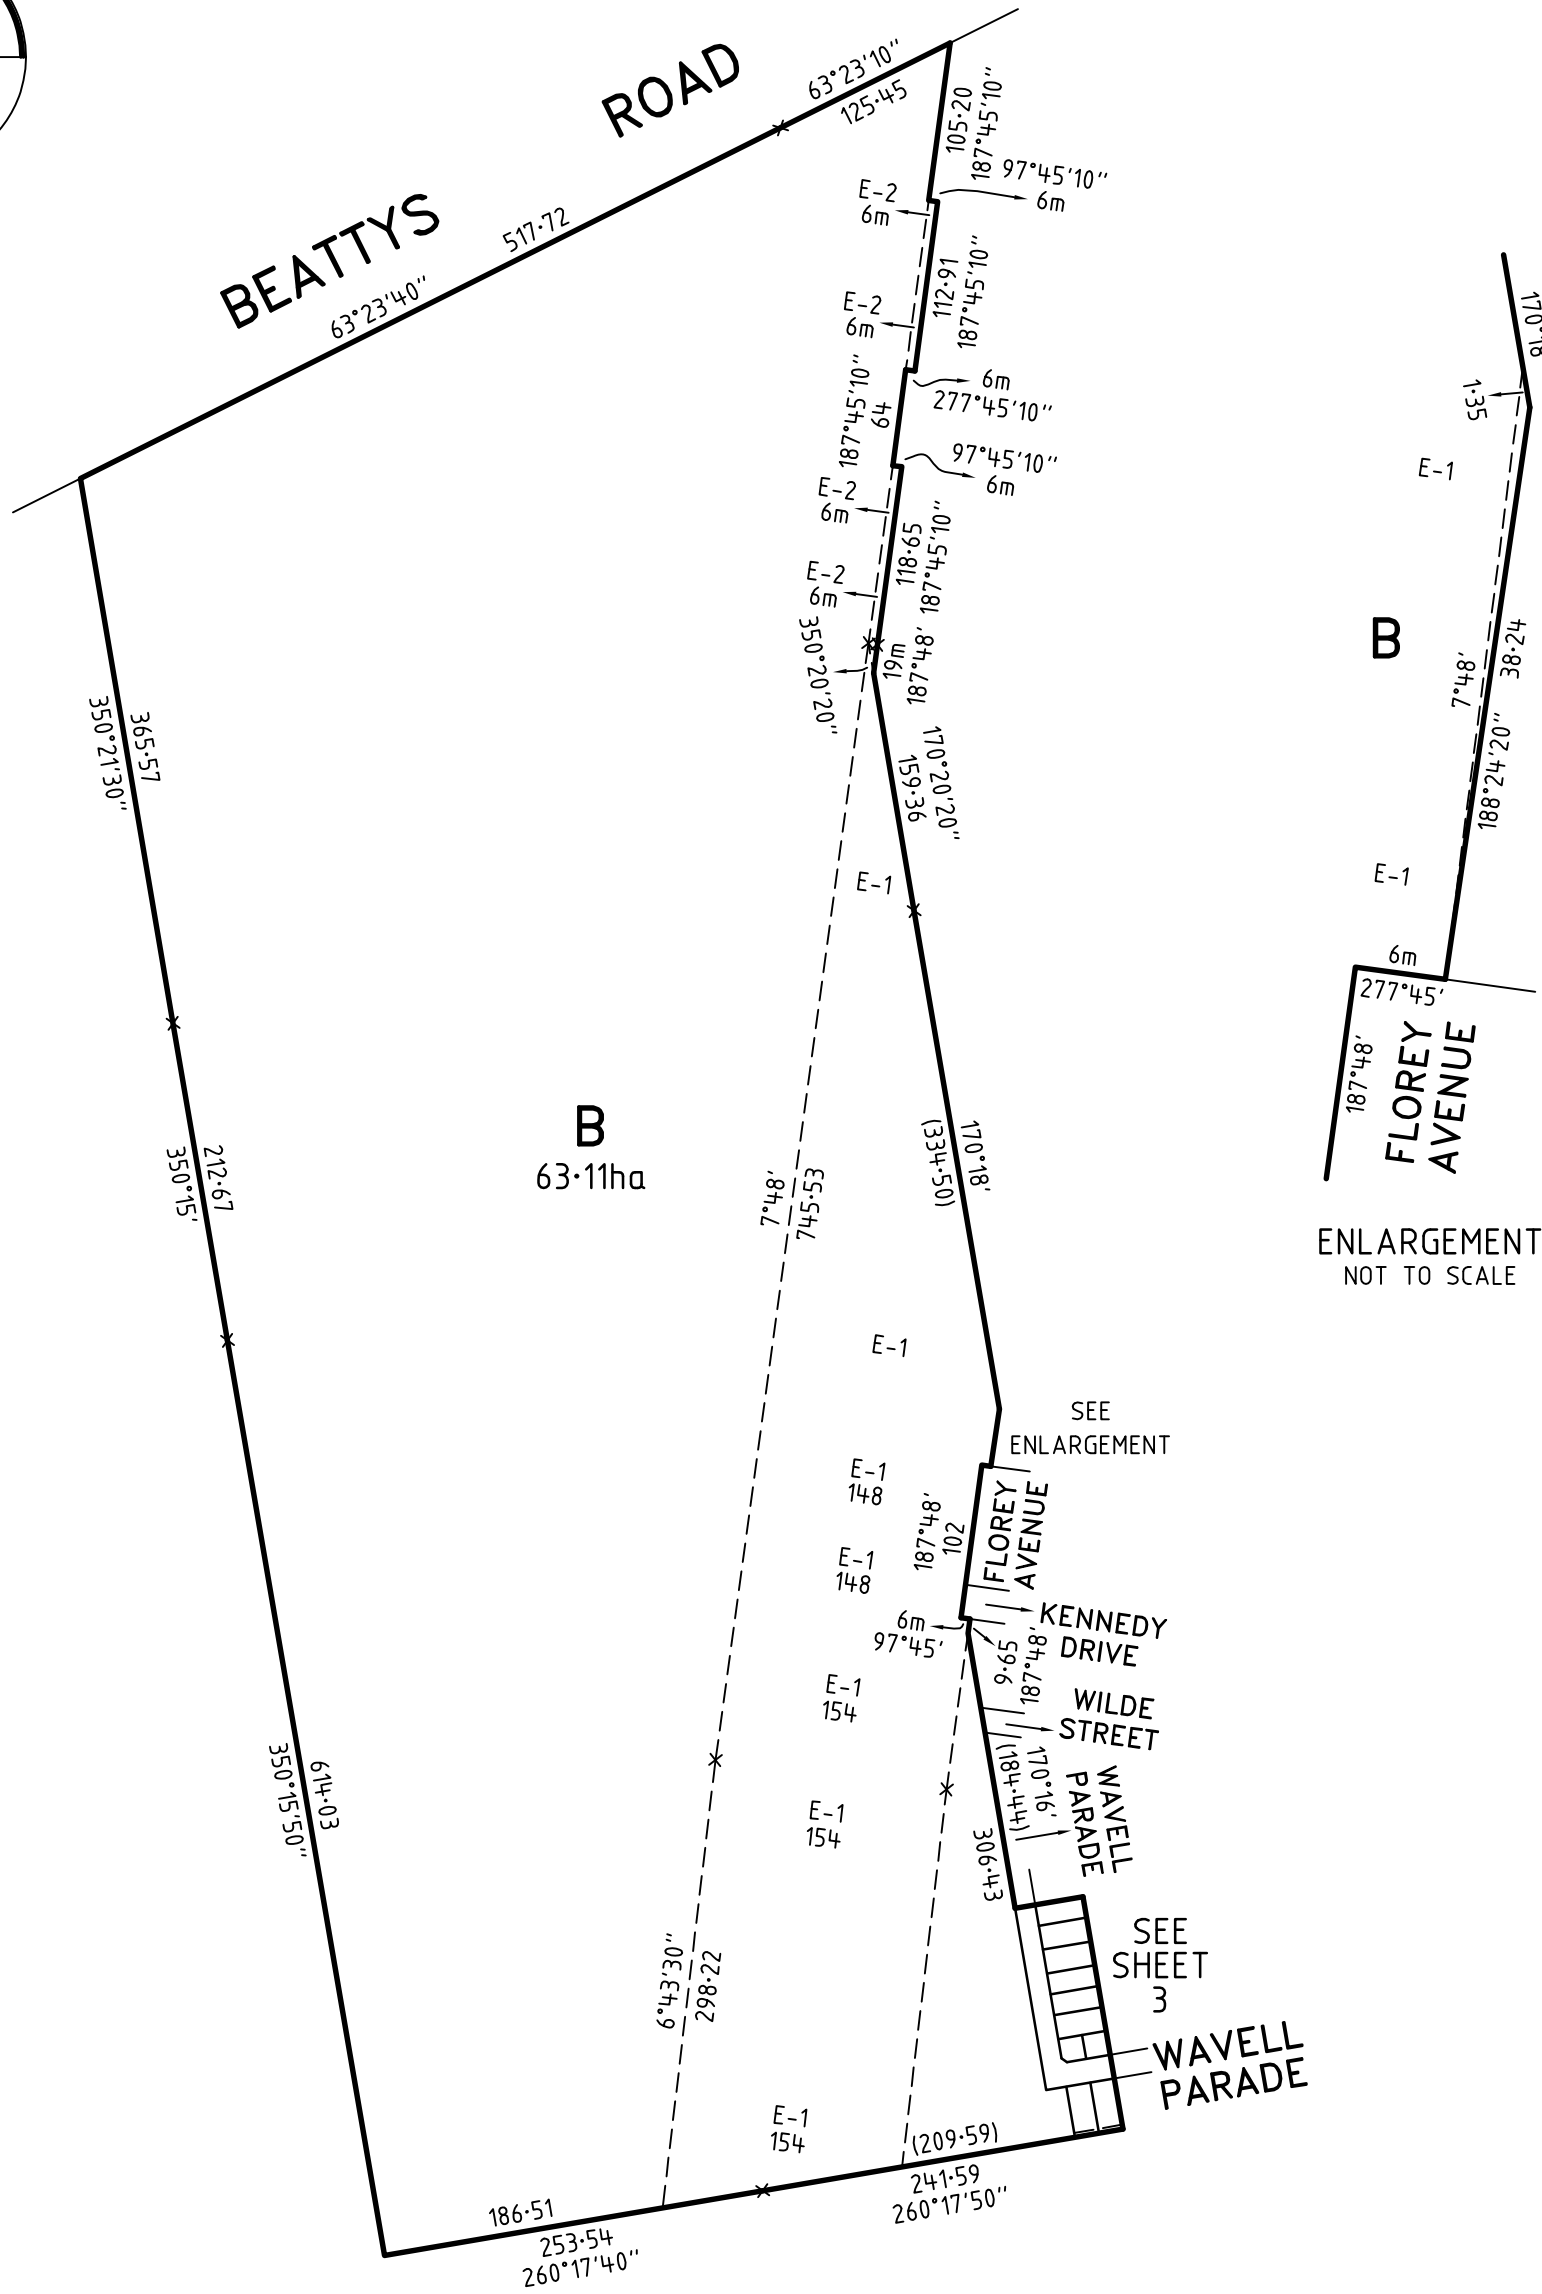 BEATTYS ROAD
63°23'10"
125·45
517·72
63°23'40"
105·20
187°45'10"
97°45'10"
6m
E-2
6m
112·91
187°45'10"
E-2
6m
6m
277°45'10"
187°45'10"
64
97°45'10"
6m
E-2
6m
118·65
187°45'10"
E-2
6m
350°20'20"
19m
187°48'
170°20'20"
159·36
365·57
350°21'30"
E-1
212·67
350°15'
B
63·11ha
7°48'
745·53
170°18'
(334·50)
E-1
SEE
ENLARGEMENT
E-1
148
187°48'
102
FLOREY
AVENUE
E-1
148
6m
97°45'
KENNEDY
DRIVE
9·65
187°48'
E-1
154
WILDE
STREET
170°16'
(184·44)
WAVELL
PARADE
E-1
154
306·43
614·03
350°15'50"
SEE
SHEET
3
6°43'30"
298·22
WAVELL
PARADE
E-1
154
(209·59)
241·59
260°17'50"
186·51
253·54
260°17'40"
170°18
1·35
E-1
B
38·24
7°48'
188°24'20"
E-1
6m
277°45'
187°48'
FLOREY
AVENUE
ENLARGEMENT
NOT TO SCALE